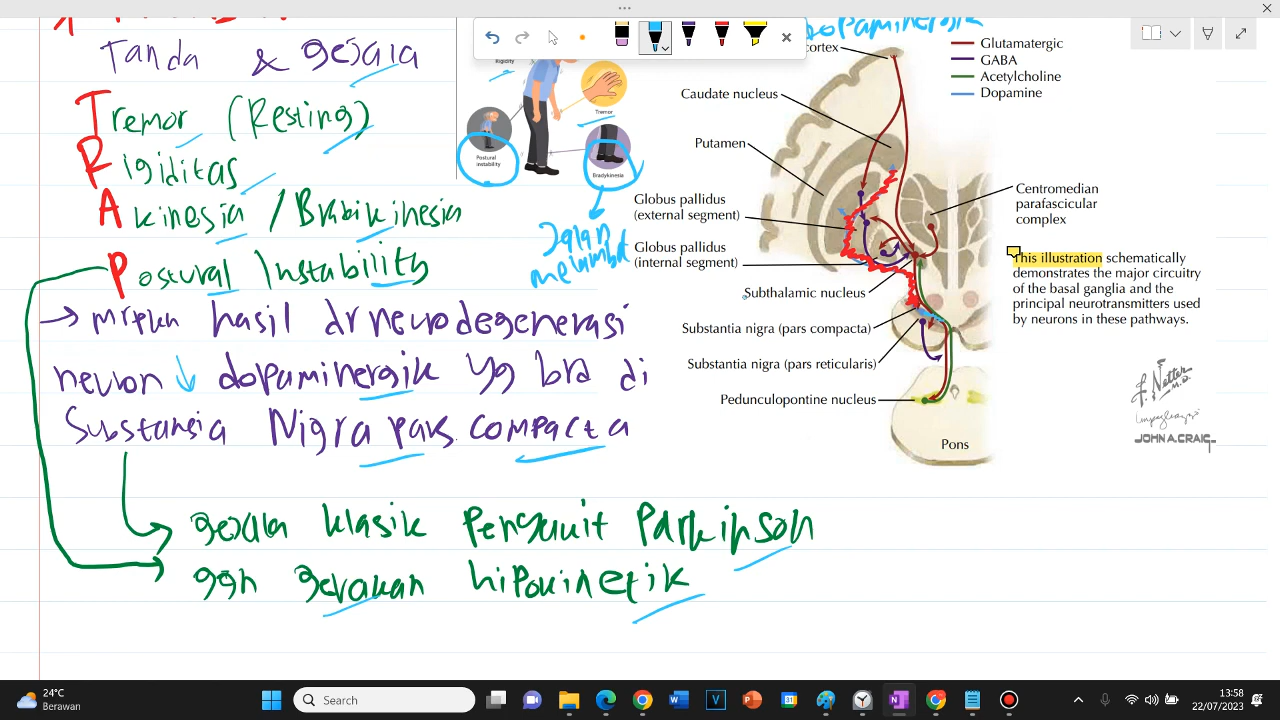 Tanda & gejala
Tremor (Resting)
Rigiditas
Akinesia / Bradikinesia
Postural Instability
→ mrpkn hasil dr neurodegenerasi
neuron ↓ dopaminergik yg bra di
Substansia Nigra pars compacta
gejala klasik Penyakit Parkinson
ggn gerakan hipokinetik
Rigidity
Tremor
Postural
instability
Bradykinesia
Jalan
melambat
dopaminergik
cortex
Caudate nucleus
Putamen
Globus pallidus
(external segment)
Globus pallidus
(internal segment)
Subthalamic nucleus
Substantia nigra (pars compacta)
Substantia nigra (pars reticularis)
Pedunculopontine nucleus
Pons
Glutamatergic
GABA
Acetylcholine
Dopamine
Centromedian
parafascicular
complex
This illustration schematically
demonstrates the major circuitry
of the basal ganglia and the
principal neurotransmitters used
by neurons in these pathways.
F. Netter
M.D.
JOHN A. CRAIG
24°C
Berawan
Search
13:58
22/07/2023